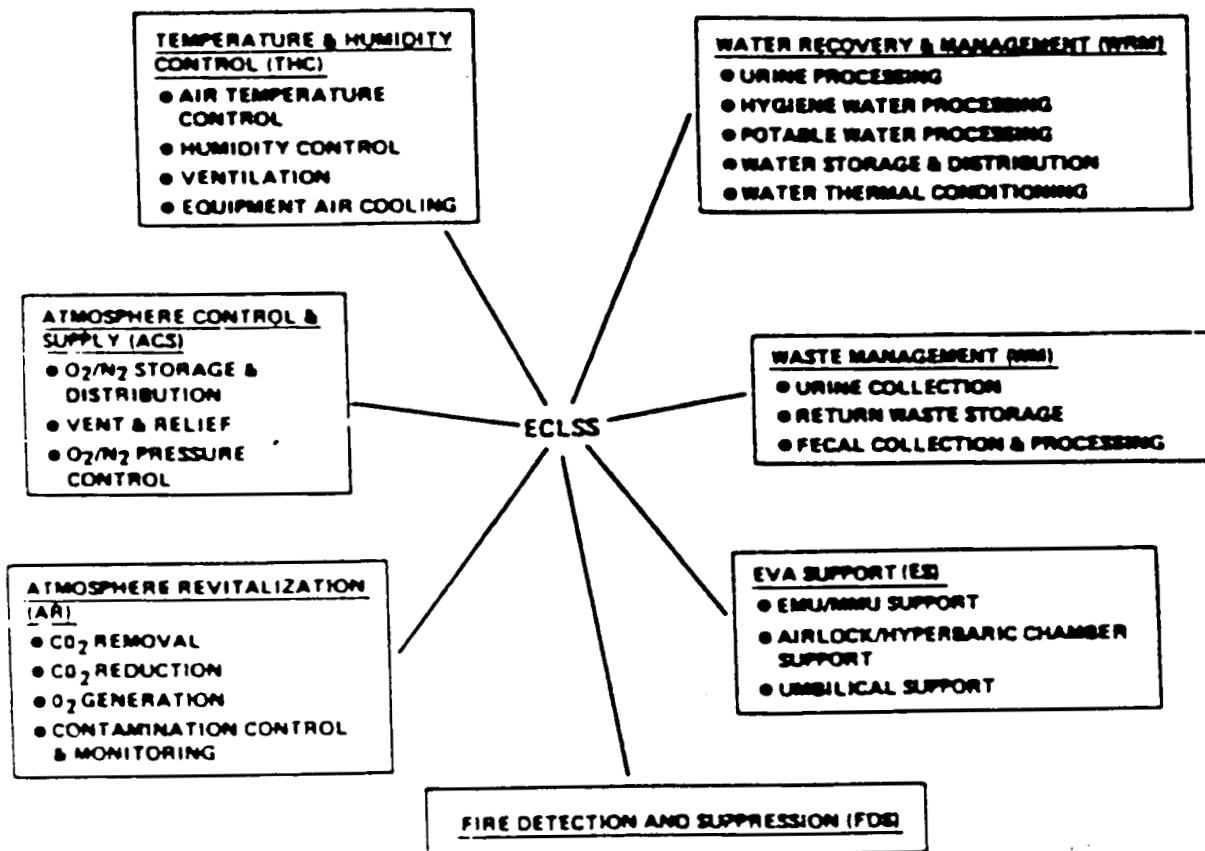 TEMPERATURE & HUMIDITY
CONTROL (THC)
● AIR TEMPERATURE
CONTROL
● HUMIDITY CONTROL
● VENTILATION
● EQUIPMENT AIR COOLING
WATER RECOVERY & MANAGEMENT (WRM)
● URINE PROCESSING
● HYGIENE WATER PROCESSING
● POTABLE WATER PROCESSING
● WATER STORAGE & DISTRIBUTION
● WATER THERMAL CONDITIONING
ATMOSPHERE CONTROL &
SUPPLY (ACS)
● O2/N2 STORAGE &
DISTRIBUTION
● VENT & RELIEF
● O2/N2 PRESSURE
CONTROL
ECLSS
WASTE MANAGEMENT (WM)
● URINE COLLECTION
● RETURN WASTE STORAGE
● FECAL COLLECTION & PROCESSING
ATMOSPHERE REVITALIZATION
(AR)
● CO2 REMOVAL
● CO2 REDUCTION
● O2 GENERATION
● CONTAMINATION CONTROL
& MONITORING
EVA SUPPORT (ES)
● EMU/MMU SUPPORT
● AIRLOCK/HYPERBARIC CHAMBER
SUPPORT
● UMBILICAL SUPPORT
FIRE DETECTION AND SUPPRESSION (FDS)